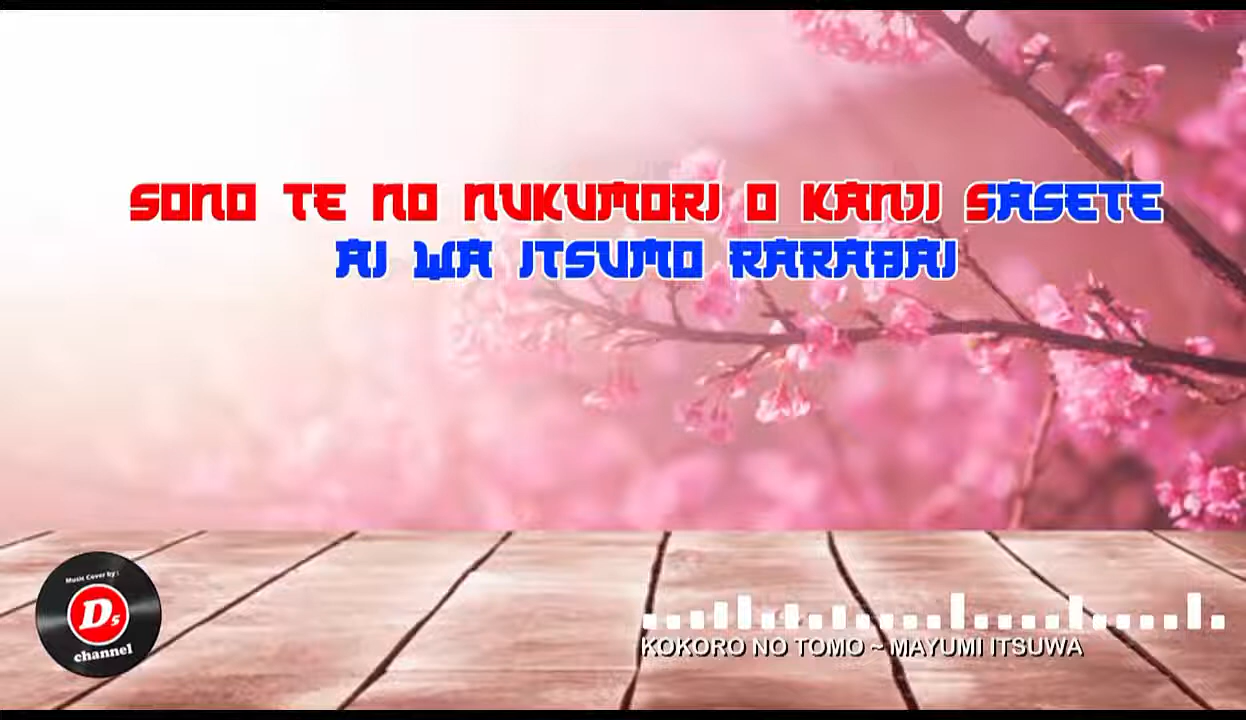 SONO TE NO NUKUMORI O KANJI SASETE
AI WA ITSUMO RARABAI
Music Cover by :
D5
channel
KOKORO NO TOMO ~ MAYUMI ITSUWA